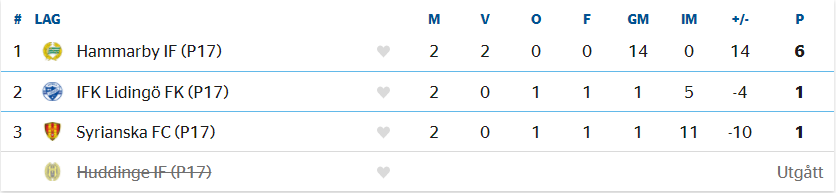 # LAG M V O F GM IM +/- P
1 Hammarby IF (P17) 2 2 0 0 14 0 14 6
2 IFK Lidingö FK (P17) 2 0 1 1 1 5 -4 1
3 Syrianska FC (P17) 2 0 1 1 1 11 -10 1
Huddinge IF (P17) Utgått